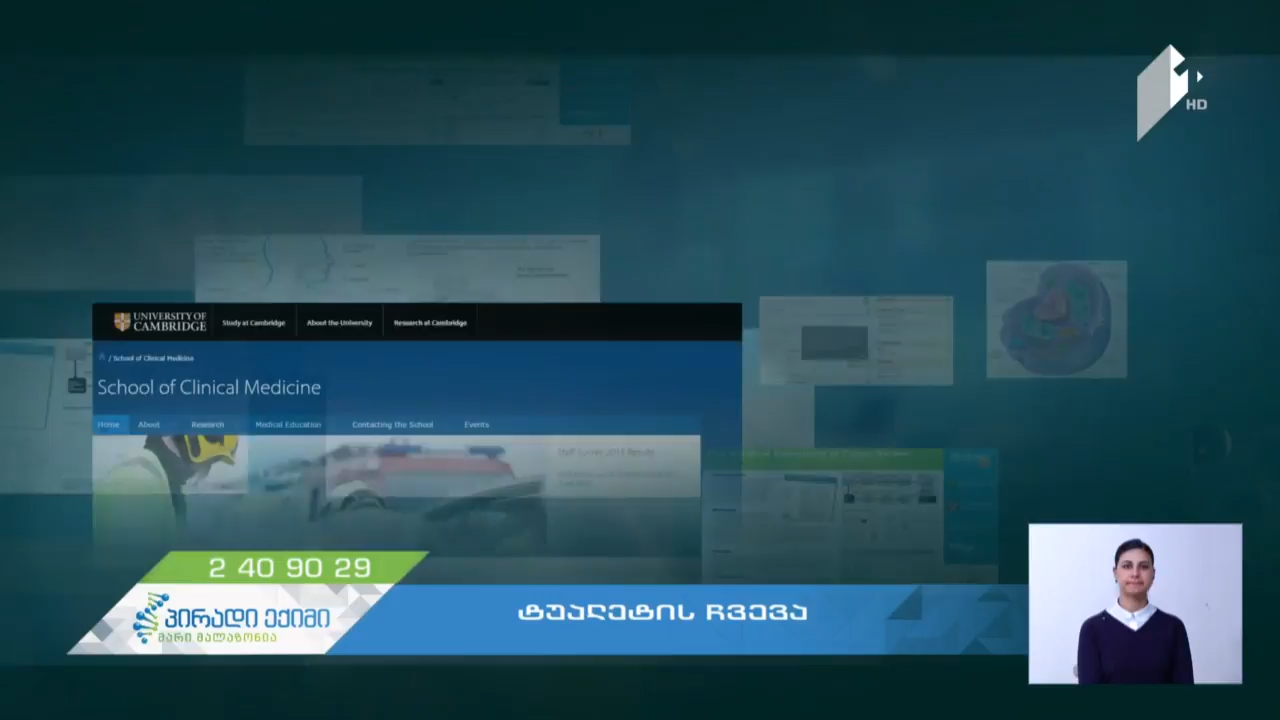 HD
UNIVERSITY OF
CAMBRIDGE
Study at Cambridge
About the University
Research at Cambridge
/ School of Clinical Medicine
School of Clinical Medicine
Home
About
Research
Medical Education
Contacting the School
Events
2 40 90 29
პირადი ექიმი
მარი მალაზონია
ტუალეტის ჩვევა